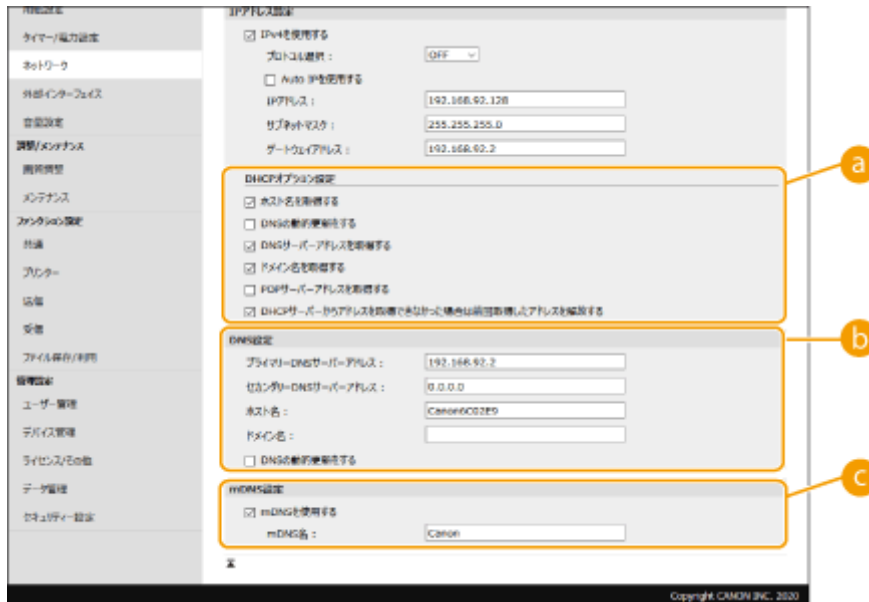 IPアドレス設定
タイマー/電力設定
ネットワーク
外部インターフェイス
音量設定
調整/メンテナンス
画質調整
メンテナンス
ファンクション設定
共通
プリンター
送信
受信
ファイル保存/利用
管理設定
ユーザー管理
デバイス管理
ライセンス/その他
データ管理
セキュリティー設定
IPv4を使用する
プロトコル選択:
OFF
Auto IPを使用する
IPアドレス:
192.168.92.128
サブネットマスク:
255.255.255.0
ゲートウェイアドレス:
192.168.92.2
DHCPオプション設定
ホスト名を取得する
DNSの動的更新をする
DNSサーバーアドレスを取得する
ドメイン名を取得する
POPサーバーアドレスを取得する
DHCPサーバーからアドレスを取得できなかった場合は前回取得したアドレスを解放する
a
DNS設定
プライマリーDNSサーバーアドレス:
192.168.92.2
セカンダリーDNSサーバーアドレス:
0.0.0.0
ホスト名:
Canon6C02E9
ドメイン名:
DNSの動的更新をする
b
mDNS設定
mDNSを使用する
mDNS名:
Canon
c
Copyright CANON INC. 2020